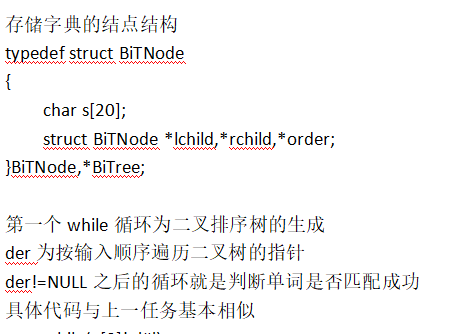 存储字典的结点结构
typedef struct BiTNode
{
char s[20];
struct BiTNode *lchild,*rchild,*order;
}BiTNode,*BiTree;
第一个 while 循环为二叉排序树的生成
der 为按输入顺序遍历二叉树的指针
der!=NULL 之后的循环就是判断单词是否匹配成功
具体代码与上一任务基本相似